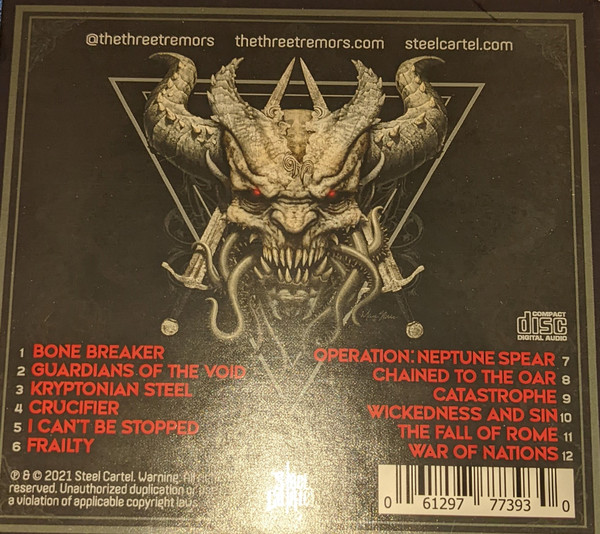 @thethreetremors thethreetremors.com steelcartel.com
COMPACT
disc
DIGITAL AUDIO
1 BONE BREAKER
2 GUARDIANS OF THE VOID
3 KRYPTONIAN STEEL
4 CRUCIFIER
5 I CAN'T BE STOPPED
6 FRAILTY
OPERATION: NEPTUNE SPEAR 7
CHAINED TO THE OAR 8
CATASTROPHE 9
WICKEDNESS AND SIN 10
THE FALL OF ROME 11
WAR OF NATIONS 12
℗ & © 2021 Steel Cartel. Warning: All
reserved. Unauthorized duplication or
a violation of applicable copyright laws
0 61297 77393 0